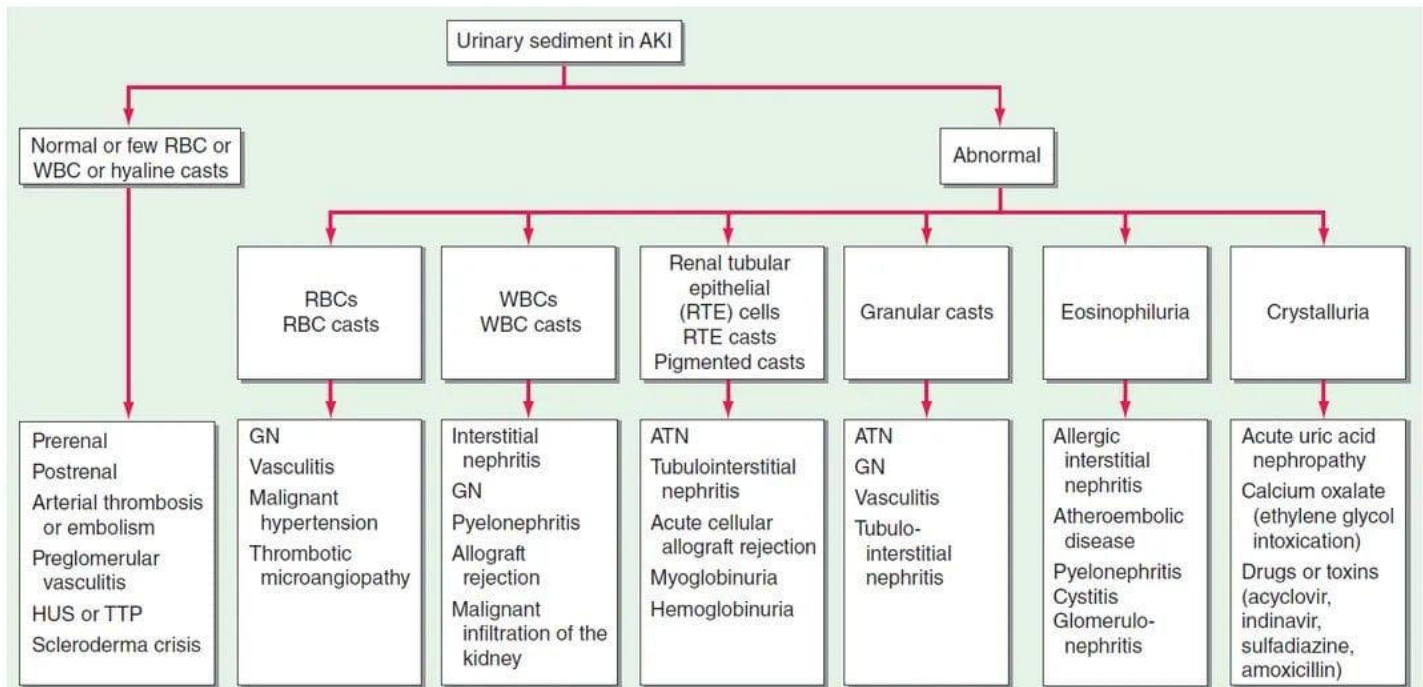 Urinary sediment in AKI
Normal or few RBC or
WBC or hyaline casts
Abnormal
RBCs
RBC casts
WBCs
WBC casts
Renal tubular
epithelial
(RTE) cells
RTE casts
Pigmented casts
Granular casts
Eosinophiluria
Crystalluria
Prerenal
Postrenal
Arterial thrombosis
or embolism
Preglomerular
vasculitis
HUS or TTP
Scleroderma crisis
GN
Vasculitis
Malignant
hypertension
Thrombotic
microangiopathy
Interstitial
nephritis
GN
Pyelonephritis
Allograft
rejection
Malignant
infiltration of the
kidney
ATN
Tubulointerstitial
nephritis
Acute cellular
allograft rejection
Myoglobinuria
Hemoglobinuria
ATN
GN
Vasculitis
Tubulo-
interstitial
nephritis
Allergic
interstitial
nephritis
Atheroembolic
disease
Pyelonephritis
Cystitis
Glomerulo-
nephritis
Acute uric acid
nephropathy
Calcium oxalate
(ethylene glycol
intoxication)
Drugs or toxins
(acyclovir,
indinavir,
sulfadiazine,
amoxicillin)